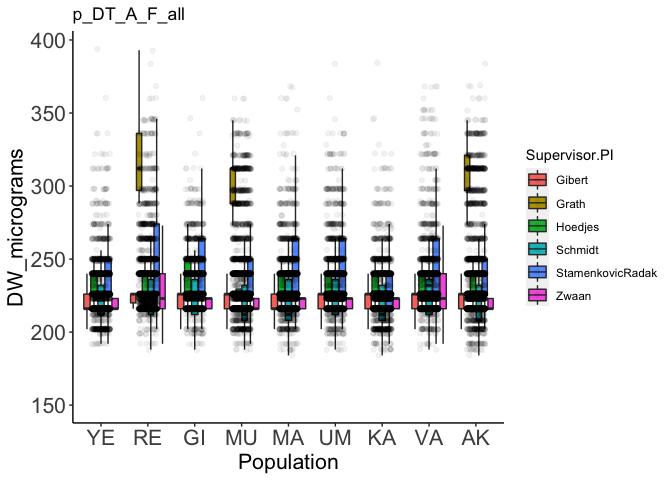 p_DT_A_F_all
400
350
300
250
200
150
DW_micrograms
YE RE GI MU MA UM KA VA AK
Population
Supervisor.PI
Gibert
Grath
Hoedjes
Schmidt
StamenkovicRadak
Zwaan